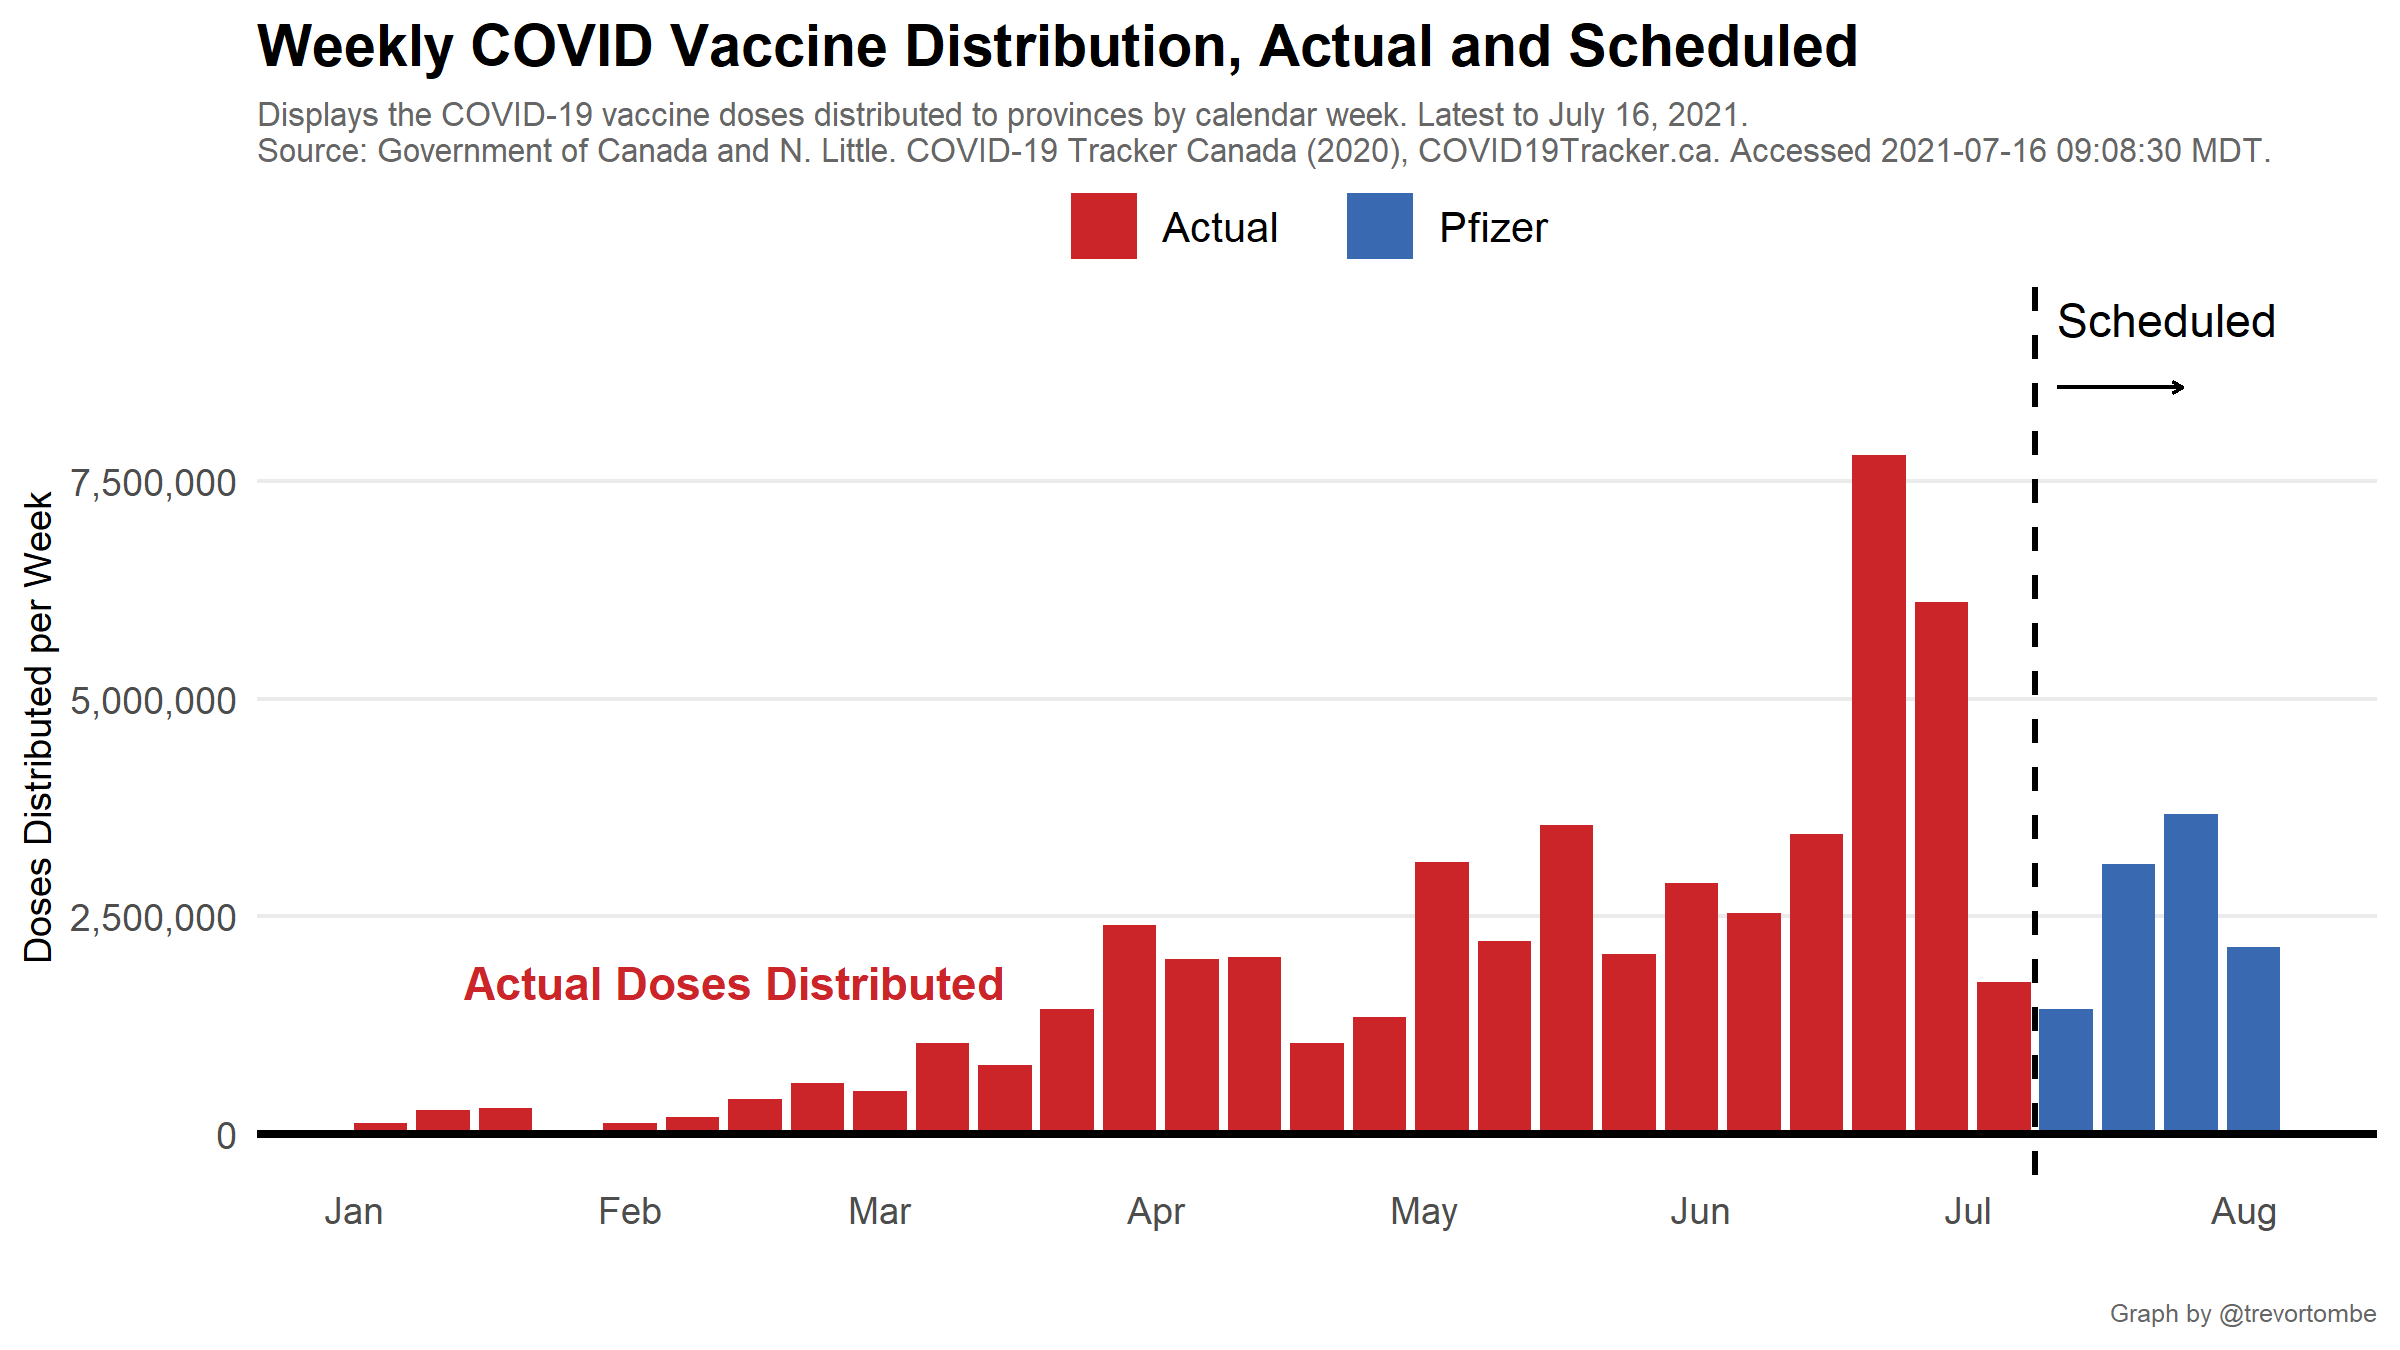 Weekly COVID Vaccine Distribution, Actual and Scheduled
Displays the COVID-19 vaccine doses distributed to provinces by calendar week. Latest to July 16, 2021.
Source: Government of Canada and N. Little. COVID-19 Tracker Canada (2020), COVID19Tracker.ca. Accessed 2021-07-16 09:08:30 MDT.
Actual
Pfizer
Scheduled
Doses Distributed per Week
7,500,000
5,000,000
2,500,000
0
Actual Doses Distributed
Jan
Feb
Mar
Apr
May
Jun
Jul
Aug
Graph by @trevortombe